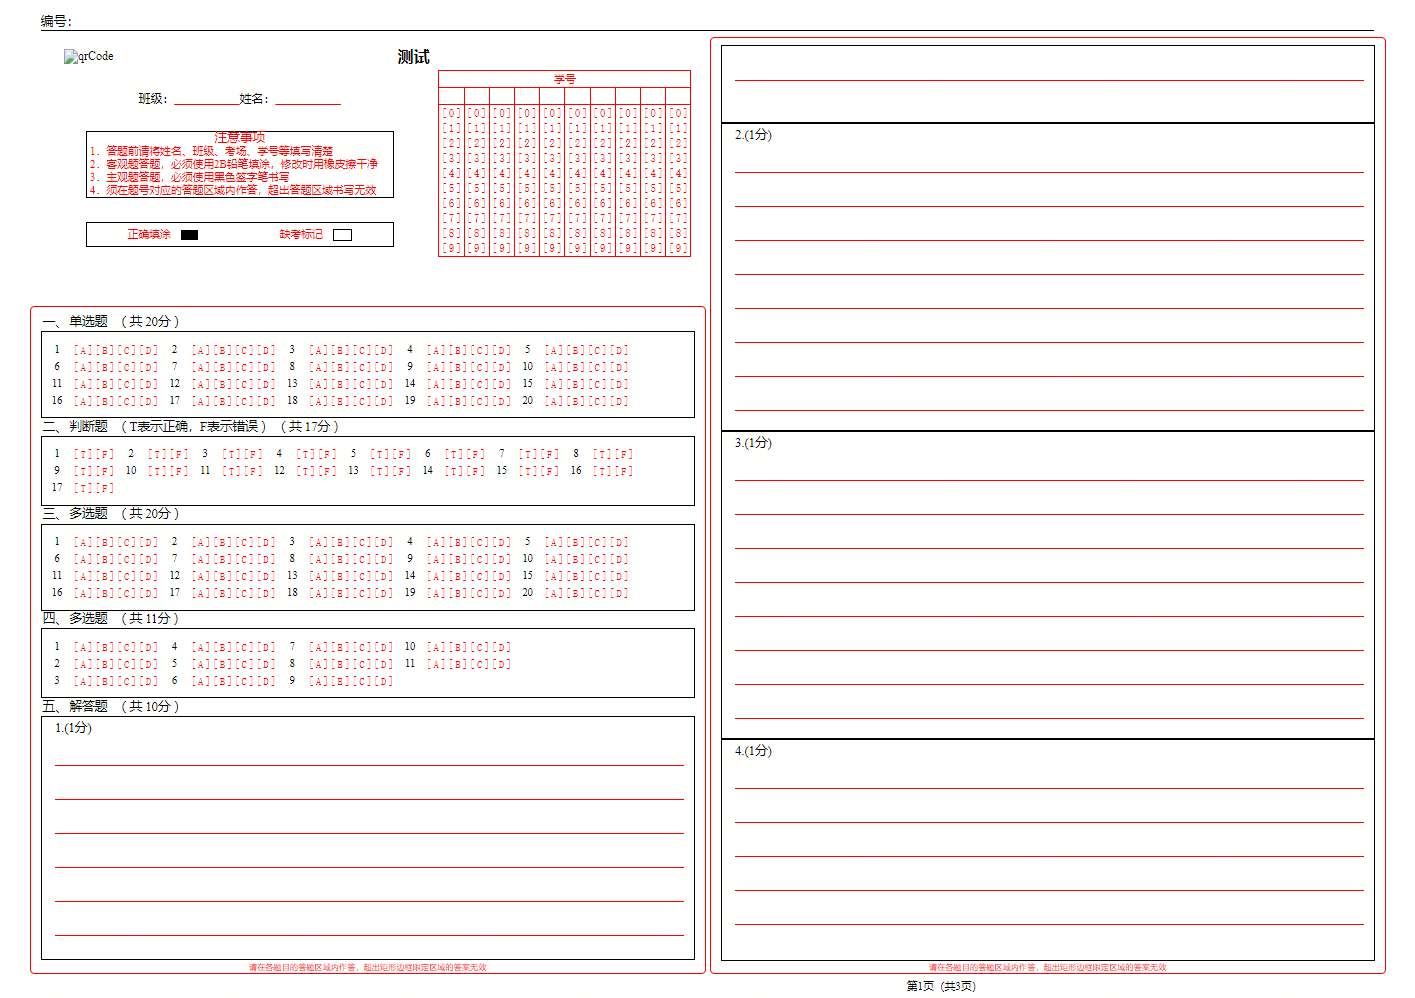 编号：
qrCode
测试
班级：__________姓名：__________
注意事项
1．答题前请将姓名、班级、考场、学号等填写清楚
2．客观题答题，必须使用2B铅笔填涂，修改时用橡皮擦干净
3．主观题答题，必须使用黑色签字笔书写
4．须在题号对应的答题区域内作答，超出答题区域书写无效
正确填涂 缺考标记
学号
[0] [0] [0] [0] [0] [0] [0] [0] [0] [0]
[1] [1] [1] [1] [1] [1] [1] [1] [1] [1]
[2] [2] [2] [2] [2] [2] [2] [2] [2] [2]
[3] [3] [3] [3] [3] [3] [3] [3] [3] [3]
[4] [4] [4] [4] [4] [4] [4] [4] [4] [4]
[5] [5] [5] [5] [5] [5] [5] [5] [5] [5]
[6] [6] [6] [6] [6] [6] [6] [6] [6] [6]
[7] [7] [7] [7] [7] [7] [7] [7] [7] [7]
[8] [8] [8] [8] [8] [8] [8] [8] [8] [8]
[9] [9] [9] [9] [9] [9] [9] [9] [9] [9]
一、单选题 （共 20分）
1 [A][B][C][D] 2 [A][B][C][D] 3 [A][B][C][D] 4 [A][B][C][D] 5 [A][B][C][D]
6 [A][B][C][D] 7 [A][B][C][D] 8 [A][B][C][D] 9 [A][B][C][D] 10 [A][B][C][D]
11 [A][B][C][D] 12 [A][B][C][D] 13 [A][B][C][D] 14 [A][B][C][D] 15 [A][B][C][D]
16 [A][B][C][D] 17 [A][B][C][D] 18 [A][B][C][D] 19 [A][B][C][D] 20 [A][B][C][D]
二、判断题 （T表示正确，F表示错误）（共 17分）
1 [T][F] 2 [T][F] 3 [T][F] 4 [T][F] 5 [T][F] 6 [T][F] 7 [T][F] 8 [T][F]
9 [T][F] 10 [T][F] 11 [T][F] 12 [T][F] 13 [T][F] 14 [T][F] 15 [T][F] 16 [T][F]
17 [T][F]
三、多选题 （共 20分）
1 [A][B][C][D] 2 [A][B][C][D] 3 [A][B][C][D] 4 [A][B][C][D] 5 [A][B][C][D]
6 [A][B][C][D] 7 [A][B][C][D] 8 [A][B][C][D] 9 [A][B][C][D] 10 [A][B][C][D]
11 [A][B][C][D] 12 [A][B][C][D] 13 [A][B][C][D] 14 [A][B][C][D] 15 [A][B][C][D]
16 [A][B][C][D] 17 [A][B][C][D] 18 [A][B][C][D] 19 [A][B][C][D] 20 [A][B][C][D]
四、多选题 （共 11分）
1 [A][B][C][D] 4 [A][B][C][D] 7 [A][B][C][D] 10 [A][B][C][D]
2 [A][B][C][D] 5 [A][B][C][D] 8 [A][B][C][D] 11 [A][B][C][D]
3 [A][B][C][D] 6 [A][B][C][D] 9 [A][B][C][D]
五、解答题 （共 10分）
1.(1分)
请在各题目的答题区域内作答，超出矩形边框限定区域的答案无效
2.(1分)
3.(1分)
4.(1分)
请在各题目的答题区域内作答，超出矩形边框限定区域的答案无效
第1页 (共3页)